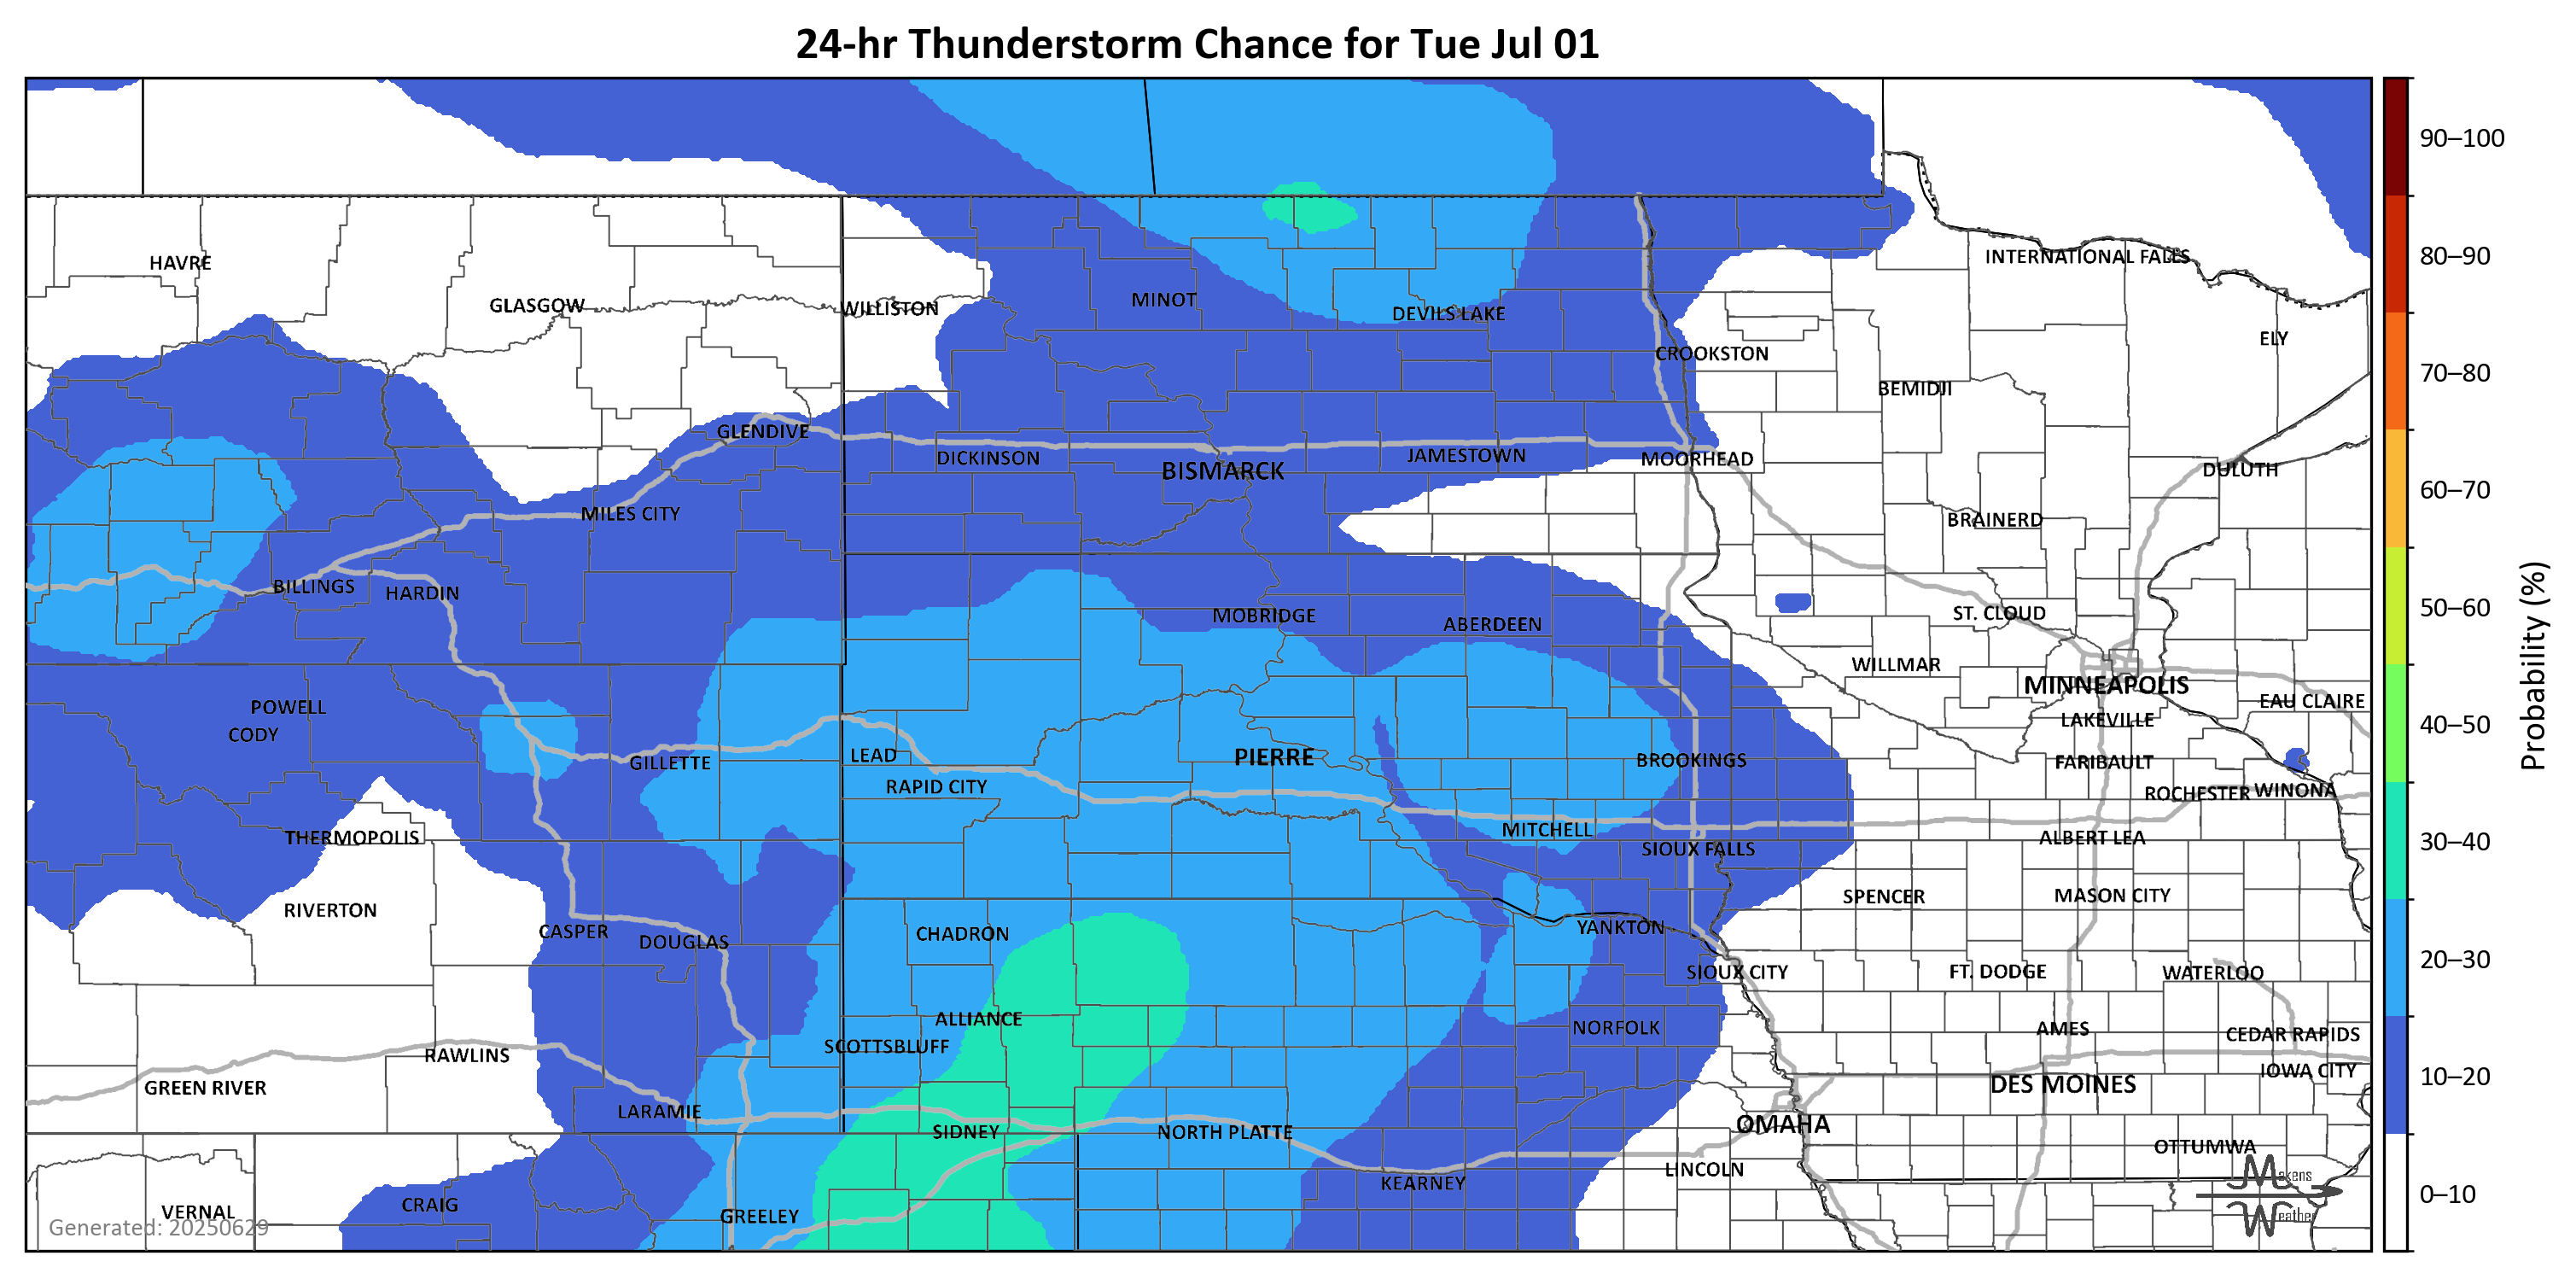 24-hr Thunderstorm Chance for Tue Jul 01
90–100
80–90
70–80
60–70
50–60
40–50
30–40
20–30
10–20
0–10
Probability (%)
HAVRE
INTERNATIONAL FALLS
GLASGOW
WILLISTON
MINOT
DEVILS LAKE
ELY
CROOKSTON
BEMIDJI
GLENDIVE
DICKINSON
BISMARCK
JAMESTOWN
MOORHEAD
DULUTH
MILES CITY
BRAINERD
BILLINGS
HARDIN
MOBRIDGE
ABERDEEN
ST. CLOUD
WILLMAR
MINNEAPOLIS
POWELL
EAU CLAIRE
CODY
LAKEVILLE
GILLETTE
LEAD
PIERRE
BROOKINGS
FARIBAULT
RAPID CITY
ROCHESTER
WINONA
THERMOPOLIS
MITCHELL
ALBERT LEA
SIOUX FALLS
RIVERTON
SPENCER
MASON CITY
CASPER
DOUGLAS
CHADRON
YANKTON
SIOUX CITY
FT. DODGE
WATERLOO
ALLIANCE
NORFOLK
AMES
CEDAR RAPIDS
RAWLINS
SCOTTSBLUFF
GREEN RIVER
DES MOINES
IOWA CITY
LARAMIE
SIDNEY
NORTH PLATTE
OMAHA
OTTUMWA
LINCOLN
KEARNEY
VERNAL
CRAIG
GREELEY
Generated: 20250629
Makens
Weather